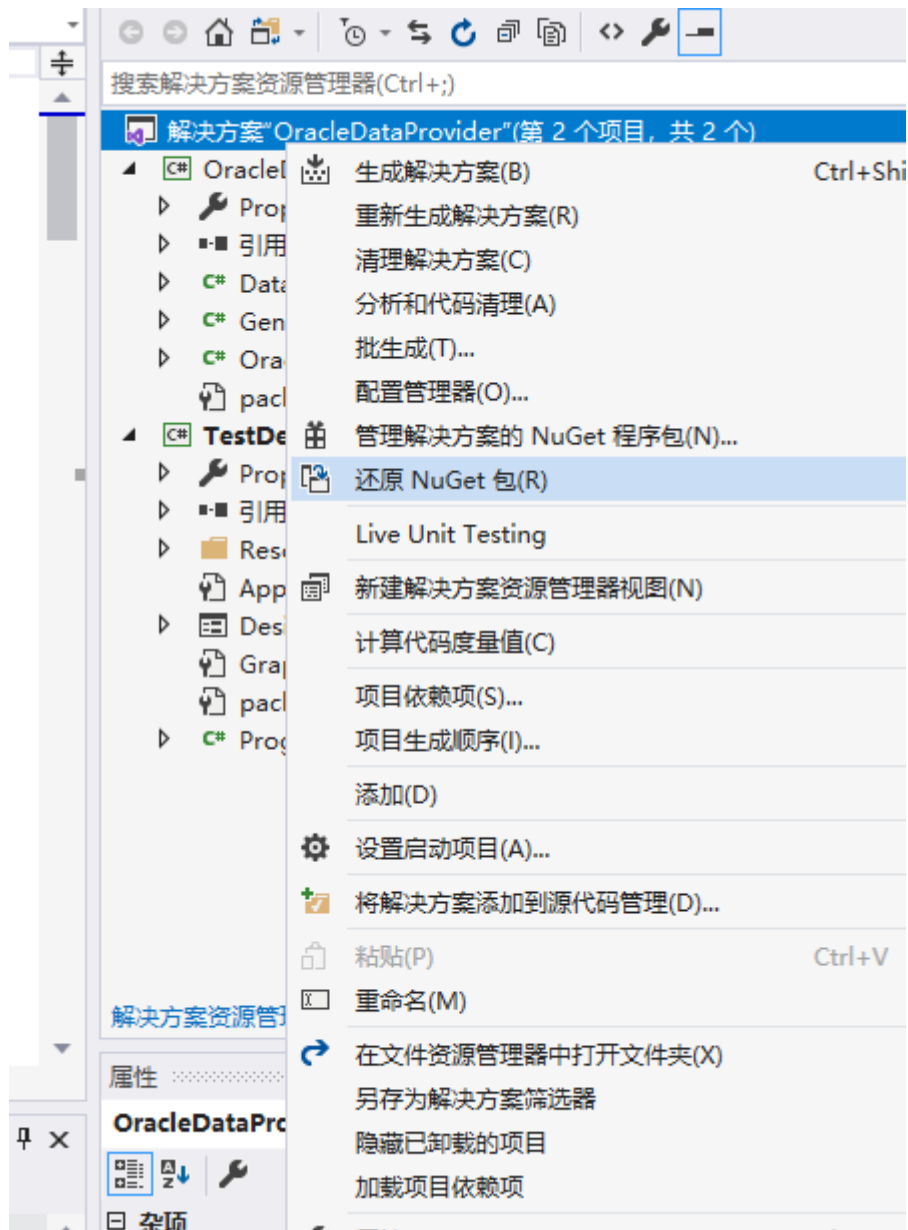 搜索解决方案资源管理器(Ctrl+;)
解决方案"OracleDataProvider"(第 2 个项目，共 2 个)
C# Oracle
Prop
引用
C# Data
C# Gen
C# Ora
pac
C# TestDe
Prop
引用
Res
App
Des
Gra
pac
C# Prog
生成解决方案(B) Ctrl+Shi
重新生成解决方案(R)
清理解决方案(C)
分析和代码清理(A)
批生成(T)...
配置管理器(O)...
管理解决方案的 NuGet 程序包(N)...
还原 NuGet 包(R)
Live Unit Testing
新建解决方案资源管理器视图(N)
计算代码度量值(C)
项目依赖项(S)...
项目生成顺序(I)...
添加(D)
设置启动项目(A)...
将解决方案添加到源代码管理(D)...
粘贴(P) Ctrl+V
重命名(M)
在文件资源管理器中打开文件夹(X)
另存为解决方案筛选器
隐藏已卸载的项目
加载项目依赖项
解决方案资源管
属性
OracleDataPro
杂项